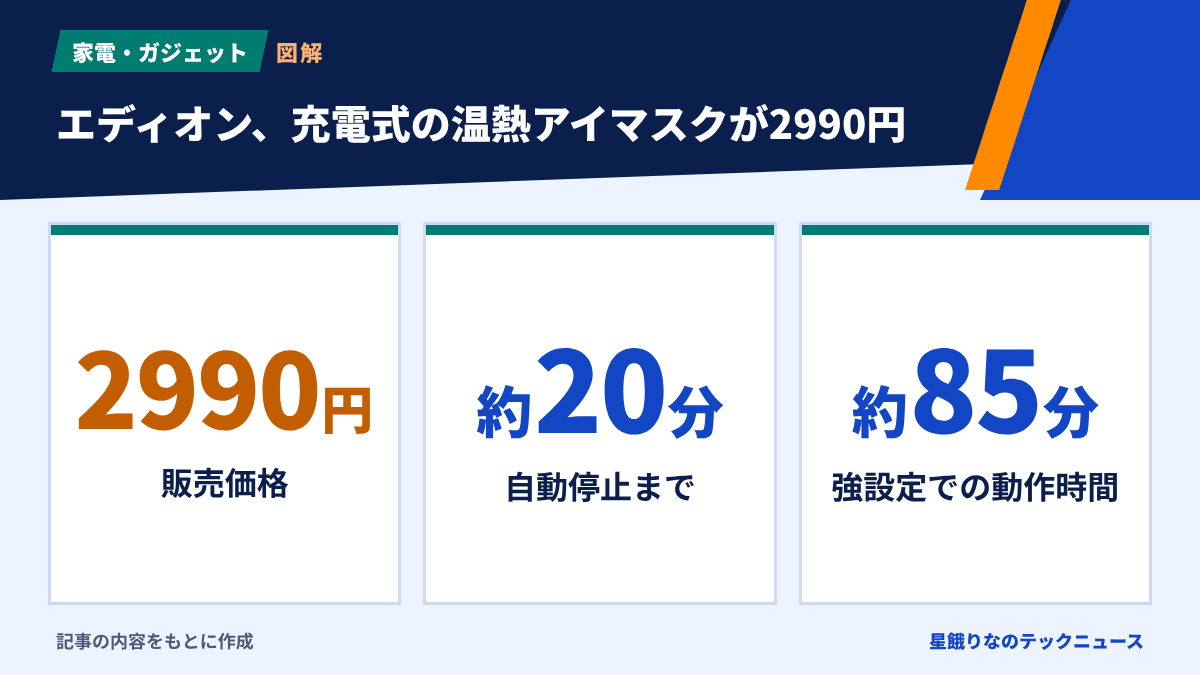 家電・ガジェット 図解
エディオン、充電式の温熱アイマスクが2990円
2990円
販売価格
約20分
自動停止まで
約85分
強設定での動作時間
記事の内容をもとに作成
星餓りなのテックニュース